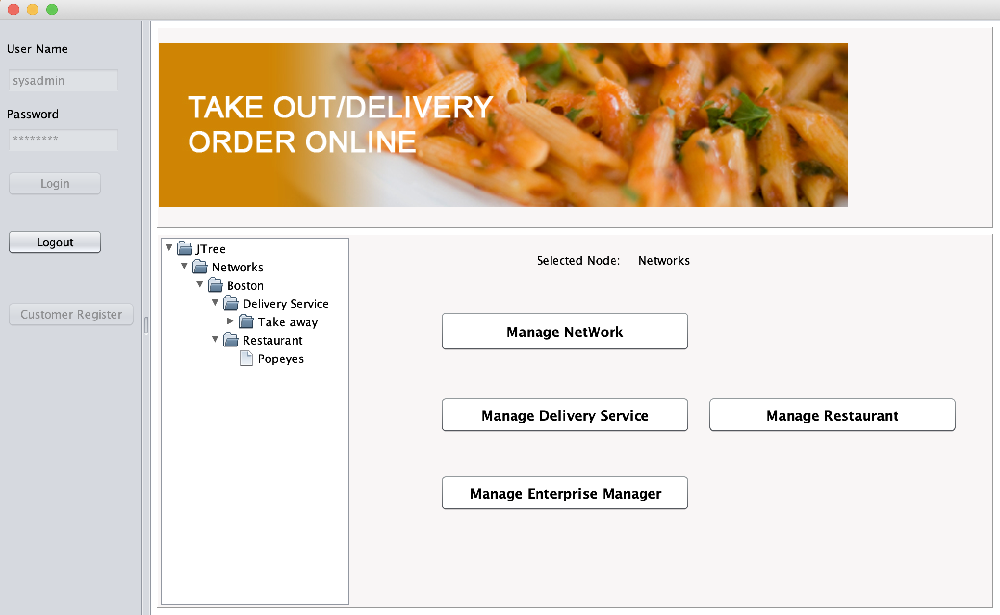 User Name
sysadmin
Password
********
Login
Logout
Customer Register
TAKE OUT/DELIVERY
ORDER ONLINE
JTree
Networks
Boston
Delivery Service
Take away
Restaurant
Popeyes
Selected Node: Networks
Manage NetWork
Manage Delivery Service
Manage Restaurant
Manage Enterprise Manager